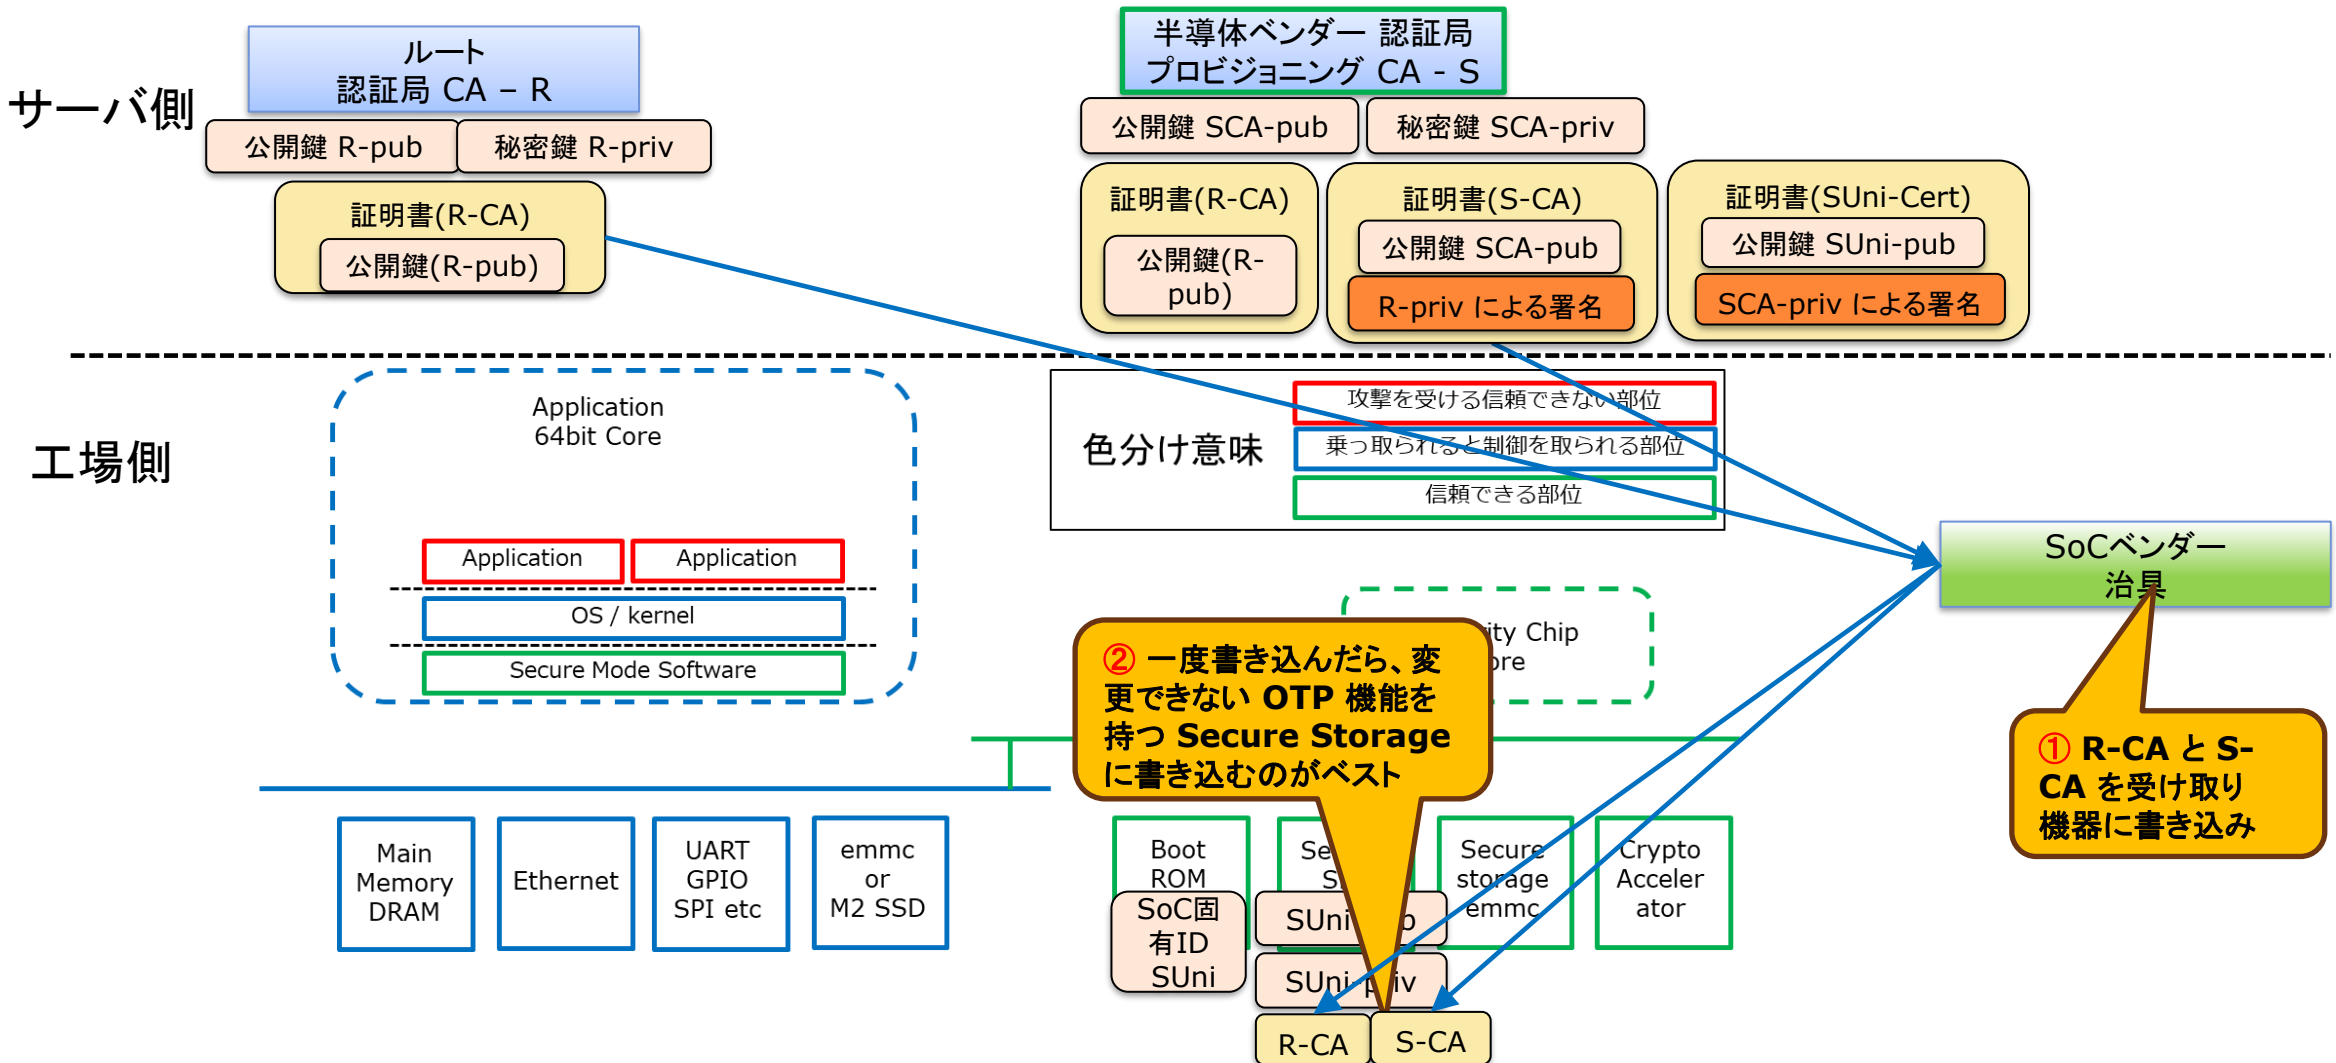 サーバ側
ルート
認証局 CA – R
公開鍵 R-pub
秘密鍵 R-priv
証明書(R-CA)
公開鍵(R-pub)
半導体ベンダー 認証局
プロビジョニング CA - S
公開鍵 SCA-pub
秘密鍵 SCA-priv
証明書(R-CA)
公開鍵(R-
pub)
証明書(S-CA)
公開鍵 SCA-pub
R-priv による署名
証明書(SUni-Cert)
公開鍵 SUni-pub
SCA-priv による署名
工場側
Application
64bit Core
Application
Application
OS / kernel
Secure Mode Software
色分け意味
攻撃を受ける信頼できない部位
乗っ取られると制御を取られる部位
信頼できる部位
SoCベンダー
治具
① R-CA と S-
CA を受け取り
機器に書き込み
② 一度書き込んだら、変
更できない OTP 機能を
持つ Secure Storage
に書き込むのがベスト
Chip
Main
Memory
DRAM
Ethernet
UART
GPIO
SPI etc
emmc
or
M2 SSD
Boot
ROM
SoC固
有ID
SUni
Secure
storage
emmc
Crypto
Acceler
ator
SUni-priv
R-CA
S-CA